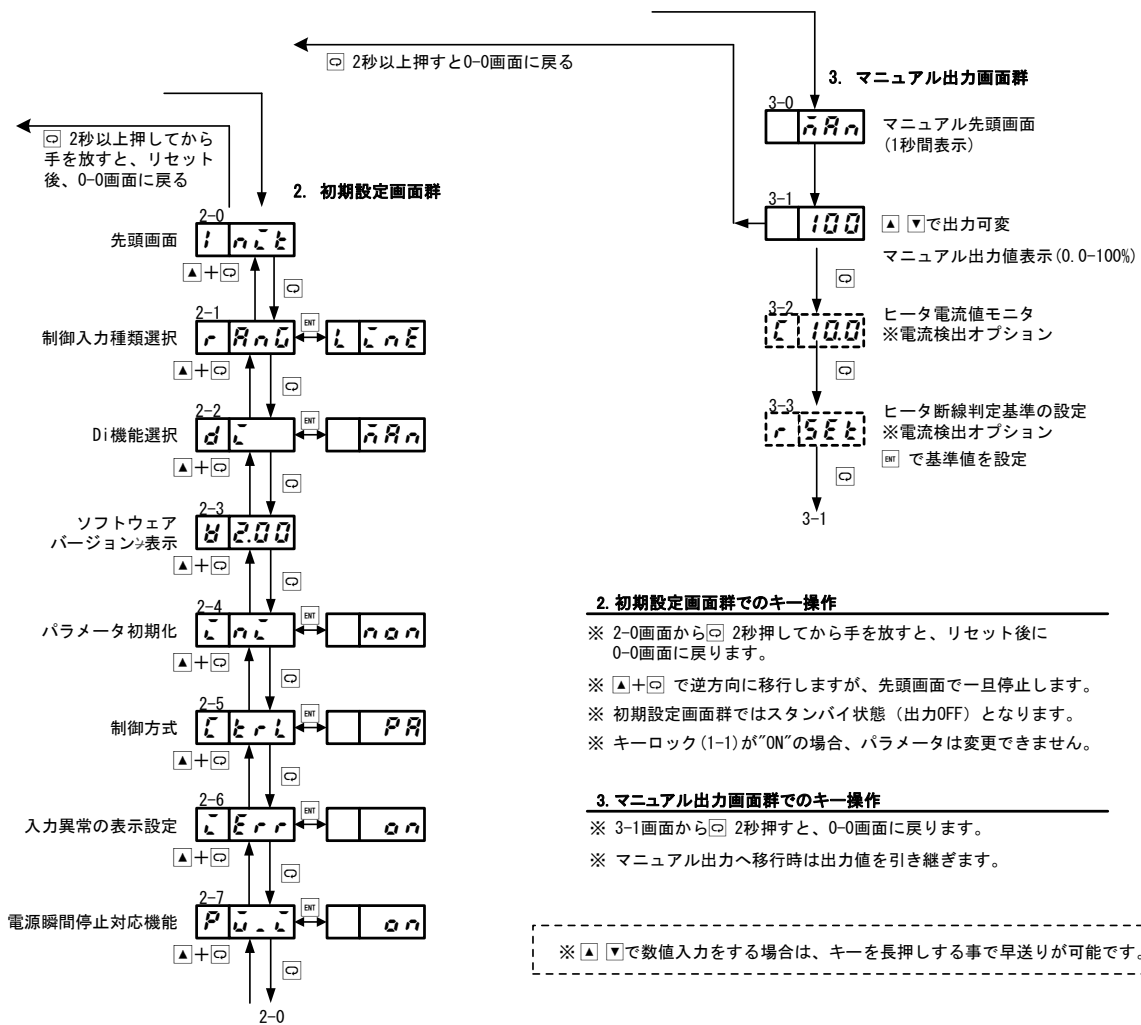 ⊂⊃ 2秒以上押すと0-0画面に戻る
⊂⊃ 2秒以上押してから
手を放すと、リセット
後、0-0画面に戻る
2. 初期設定画面群
2-0
先頭画面
I nit
▲+⊂⊃
⊂⊃
2-1
制御入力種類選択
r AnG
ENT
L inE
▲+⊂⊃
⊂⊃
2-2
Di機能選択
d i
ENT
mAn
▲+⊂⊃
⊂⊃
2-3
ソフトウェア
バージョン表示
V 2.00
▲+⊂⊃
⊂⊃
2-4
パラメータ初期化
i ni
ENT
non
▲+⊂⊃
⊂⊃
2-5
制御方式
C trL
ENT
PA
▲+⊂⊃
⊂⊃
2-6
入力異常の表示設定
i Err
ENT
on
▲+⊂⊃
⊂⊃
2-7
電源瞬間停止対応機能
P w.i
ENT
on
▲+⊂⊃
⊂⊃
2-0
3. マニュアル出力画面群
3-0
mAn
マニュアル先頭画面
(1秒間表示)
3-1
100
▲ ▼で出力可変
マニュアル出力値表示(0.0-100%)
⊂⊃
3-2
C 10.0
ヒータ電流値モニタ
※電流検出オプション
⊂⊃
3-3
r SEt
ヒータ断線判定基準の設定
※電流検出オプション
ENT で基準値を設定
⊂⊃
3-1
2. 初期設定画面群でのキー操作
※ 2-0画面から⊂⊃ 2秒押してから手を放すと、リセット後に
0-0画面に戻ります。
※ ▲+⊂⊃ で逆方向に移行しますが、先頭画面で一旦停止します。
※ 初期設定画面群ではスタンバイ状態（出力OFF）となります。
※ キーロック(1-1)が"ON"の場合、パラメータは変更できません。
3. マニュアル出力画面群でのキー操作
※ 3-1画面から⊂⊃ 2秒押すと、0-0画面に戻ります。
※ マニュアル出力へ移行時は出力値を引き継ぎます。
※ ▲ ▼で数値入力をする場合は、キーを長押しする事で早送りが可能です。